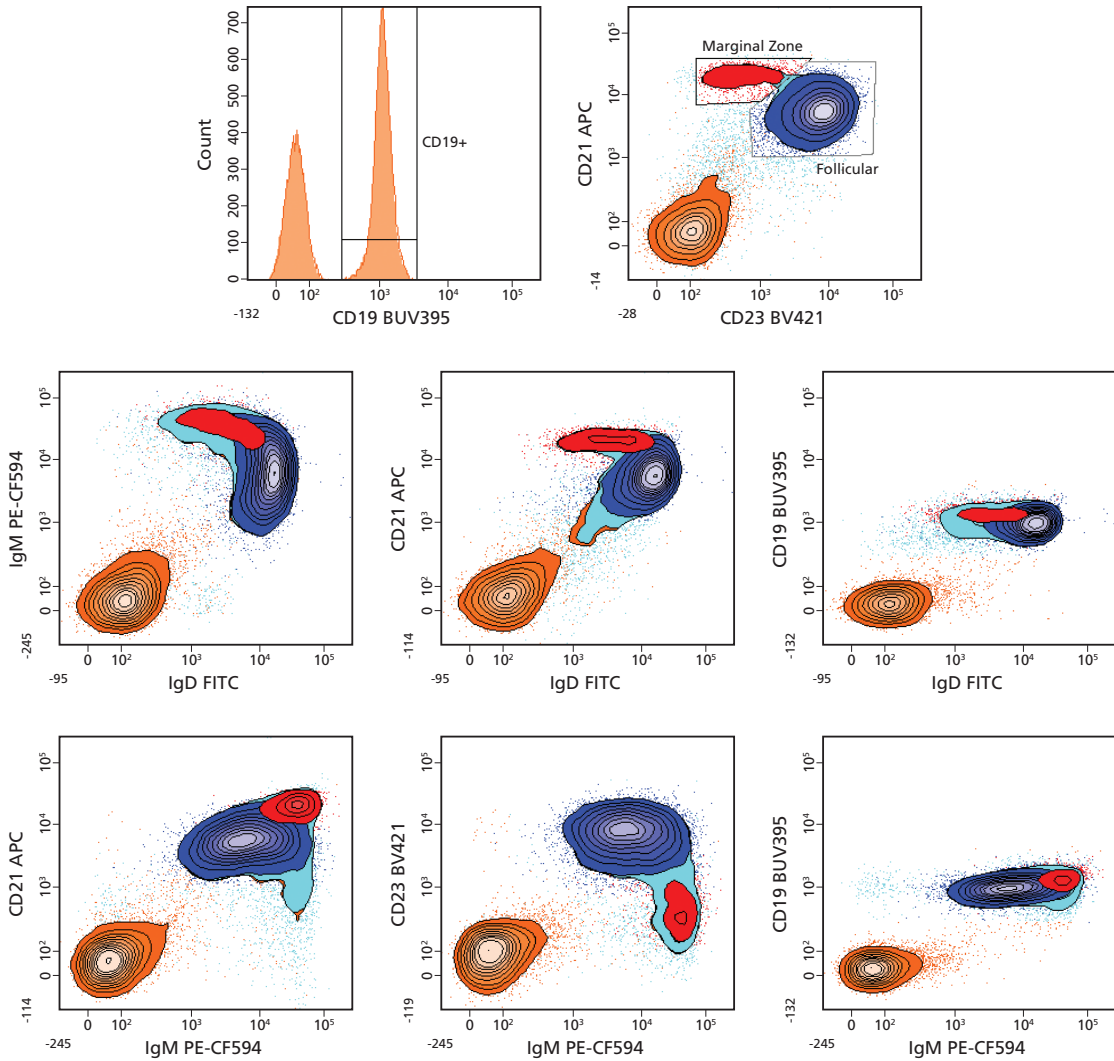 700
600
500
400
300
200
100
0
Count
CD19+
0 10² 10³ 10⁴ 10⁵
-132
CD19 BUV395
10⁵
10⁴
10³
10²
0
-14
CD21 APC
Marginal Zone
Follicular
0 10² 10³ 10⁴ 10⁵
-28
CD23 BV421
10⁵
10⁴
10³
10²
0
-245
IgM PE-CF594
0 10² 10³ 10⁴ 10⁵
-95
IgD FITC
10⁵
10⁴
10³
10²
0
-114
CD21 APC
0 10² 10³ 10⁴ 10⁵
-95
IgD FITC
10⁵
10⁴
10³
10²
0
-132
CD19 BUV395
0 10² 10³ 10⁴ 10⁵
-95
IgD FITC
10⁵
10⁴
10³
10²
0
-114
CD21 APC
0 10² 10³ 10⁴ 10⁵
-245
IgM PE-CF594
10⁵
10⁴
10³
10²
0
-119
CD23 BV421
0 10² 10³ 10⁴ 10⁵
-245
IgM PE-CF594
10⁵
10⁴
10³
10²
0
-132
CD19 BUV395
0 10² 10³ 10⁴ 10⁵
-245
IgM PE-CF594